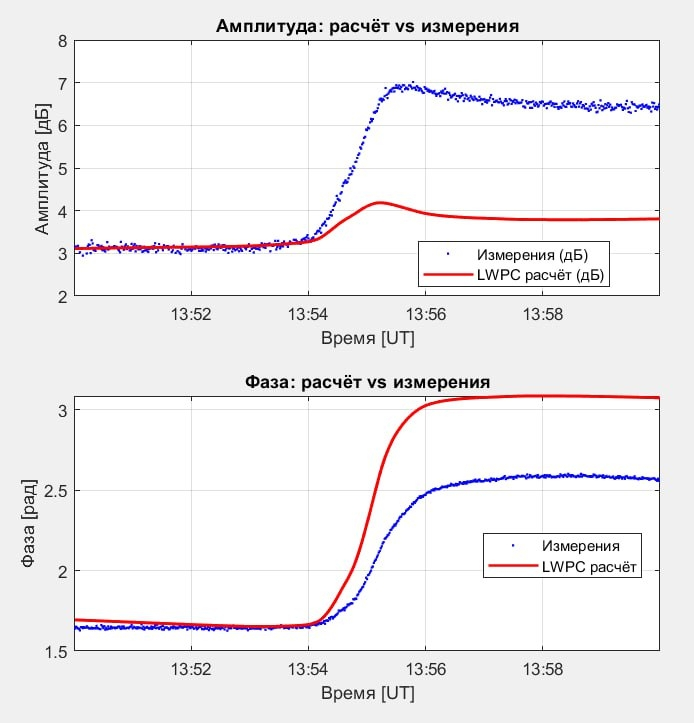 Амплитуда: расчёт vs измерения
8
7
6
5
4
3
2
Амплитуда [дБ]
Измерения (дБ)
LWPC расчёт (дБ)
13:52 13:54 13:56 13:58
Время [UT]
Фаза: расчёт vs измерения
3
2.5
2
1.5
Фаза [рад]
Измерения
LWPC расчёт
13:52 13:54 13:56 13:58
Время [UT]